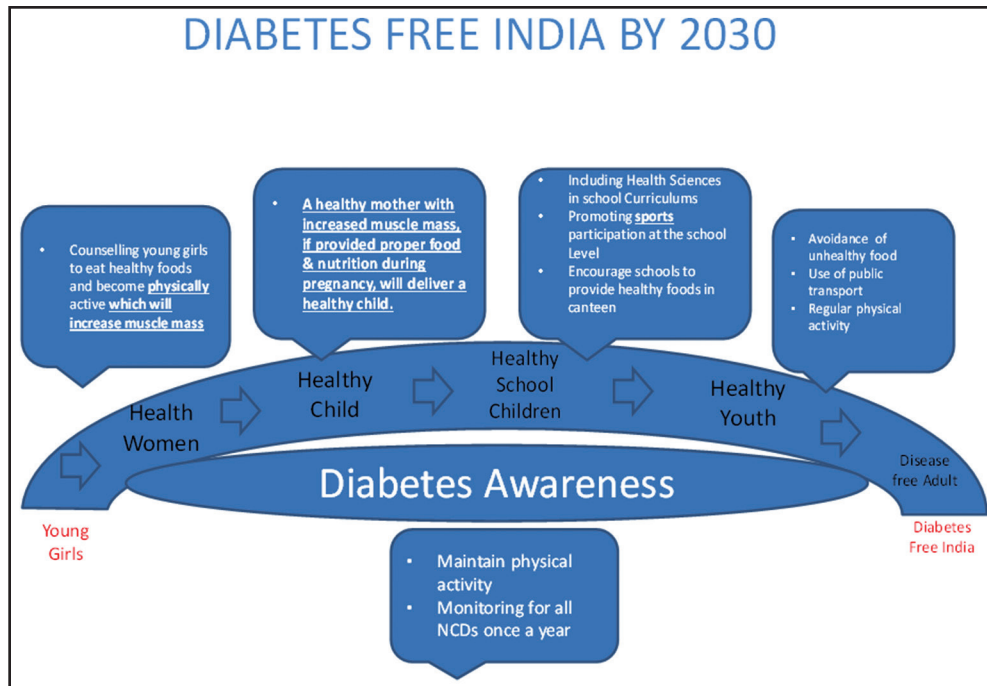 DIABETES FREE INDIA BY 2030
• Counselling young girls
to eat healthy foods
and become physically
active which will
increase muscle mass
• A healthy mother with
increased muscle mass,
if provided proper food
& nutrition during
pregnancy, will deliver a
healthy child.
• Including Health Sciences
in school Curriculums
• Promoting sports
participation at the school
Level
• Encourage schools to
provide healthy foods in
canteen
• Avoidance of
unhealthy food
• Use of public
transport
• Regular physical
activity
Young
Girls
Health
Women
Healthy
Child
Healthy
School
Children
Healthy
Youth
Disease
free Adult
Diabetes
Free India
Diabetes Awareness
• Maintain physical
activity
• Monitoring for all
NCDs once a year